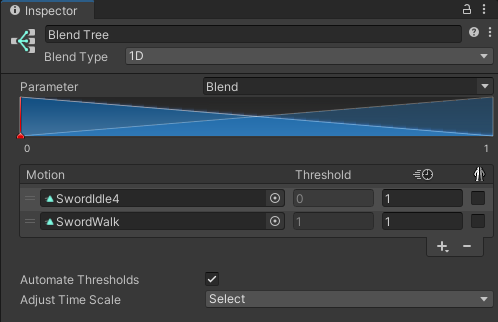 Inspector
Blend Tree
Blend Type 1D
Parameter Blend
0 1
Motion Threshold
SwordIdle4 0 1
SwordWalk 1 1
+ −
Automate Thresholds
Adjust Time Scale Select